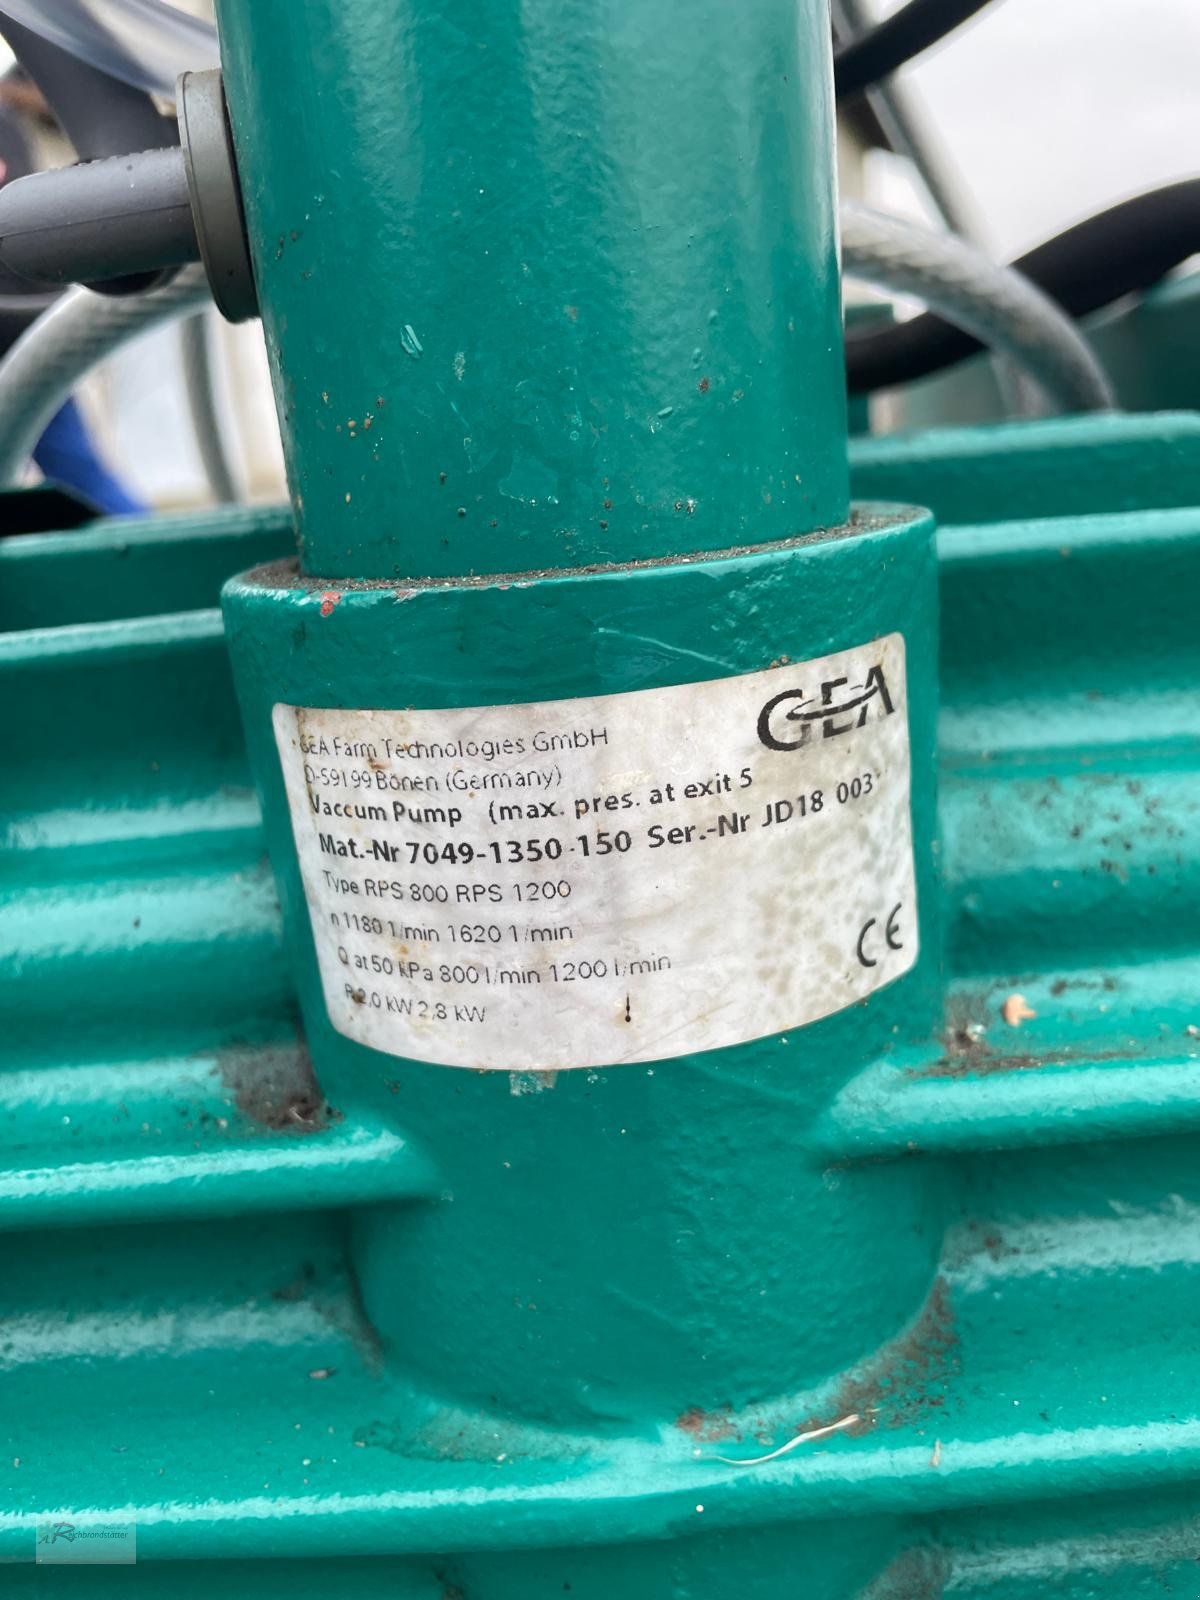 GEA
GEA Farm Technologies GmbH
D-59199 Bönen (Germany)
Vaccum Pump (max. pres. at exit 5
Mat.-Nr 7049-1350-150 Ser.-Nr JD18 003
Type RPS 800 RPS 1200
n 1180 1/min 1620 1/min
Q at 50 kPa 800 l/min 1200 l/min
P 2,0 kW 2,8 kW
CE
Reichbrandstätter